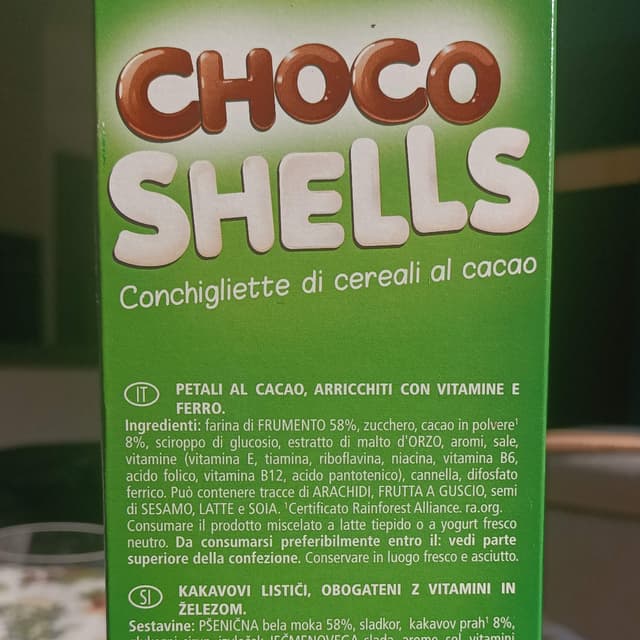 CHOCO
SHELLS
Conchigliette di cereali al cacao
IT PETALI AL CACAO, ARRICCHITI CON VITAMINE E
FERRO.
Ingredienti: farina di FRUMENTO 58%, zucchero, cacao in polvere¹
8%, sciroppo di glucosio, estratto di malto d'ORZO, aromi, sale,
vitamine (vitamina E, tiamina, riboflavina, niacina, vitamina B6,
acido folico, vitamina B12, acido pantotenico), cannella, difosfato
ferrico. Può contenere tracce di ARACHIDI, FRUTTA A GUSCIO, semi
di SESAMO, LATTE e SOIA. ¹Certificato Rainforest Alliance. ra.org.
Consumare il prodotto miscelato a latte tiepido o a yogurt fresco
neutro. Da consumarsi preferibilmente entro il: vedi parte
superiore della confezione. Conservare in luogo fresco e asciutto.
SI KAKAVOVI LISTIČI, OBOGATENI Z VITAMINI IN
ŽELEZOM.
Sestavine: PŠENIČNA bela moka 58%, sladkor, kakavov prah¹ 8%,